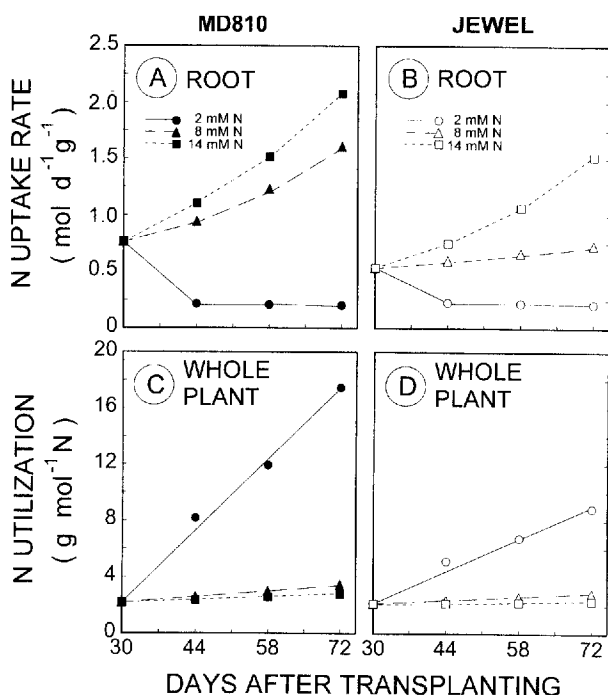 MD810
JEWEL
N UPTAKE RATE
( mol d⁻¹ g⁻¹ )
2.5
2.0
1.5
1.0
0.5
0
A ROOT
2 mM N
8 mM N
14 mM N
B ROOT
2 mM N
8 mM N
14 mM N
N UTILIZATION
( g mol⁻¹ N )
20
16
12
8
4
0
C WHOLE
PLANT
D WHOLE
PLANT
30 44 58 72
30 44 58 72
DAYS AFTER TRANSPLANTING